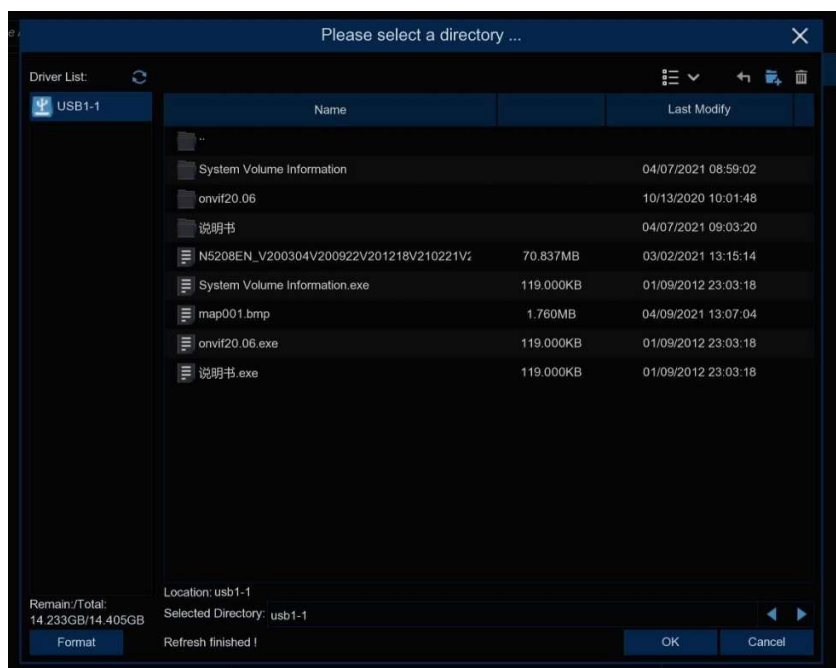 Please select a directory ...
Driver List:
USB1-1
Name Last Modify
..
System Volume Information 04/07/2021 08:59:02
onvif20.06 10/13/2020 10:01:48
说明书 04/07/2021 09:03:20
N5208EN_V200304V200922V201218V210221V2 70.837MB 03/02/2021 13:15:14
System Volume Information.exe 119.000KB 01/09/2012 23:03:18
map001.bmp 1.760MB 04/09/2021 13:07:04
onvif20.06.exe 119.000KB 01/09/2012 23:03:18
说明书.exe 119.000KB 01/09/2012 23:03:18
Location: usb1-1
Remain:/Total:
14.233GB/14.405GB
Selected Directory: usb1-1
Format Refresh finished ! OK Cancel